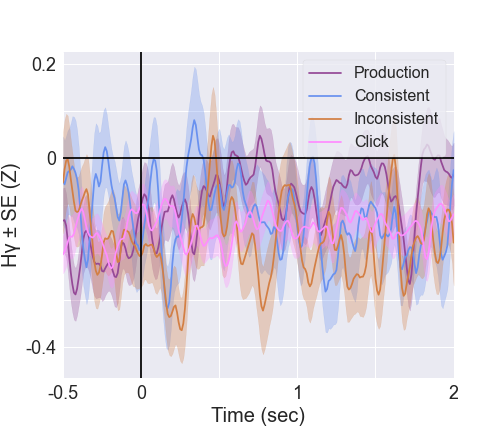 0.2
Production
Consistent
Inconsistent
Click
0
Hγ ± SE (Z)
-0.4
-0.5
0
1
2
Time (sec)